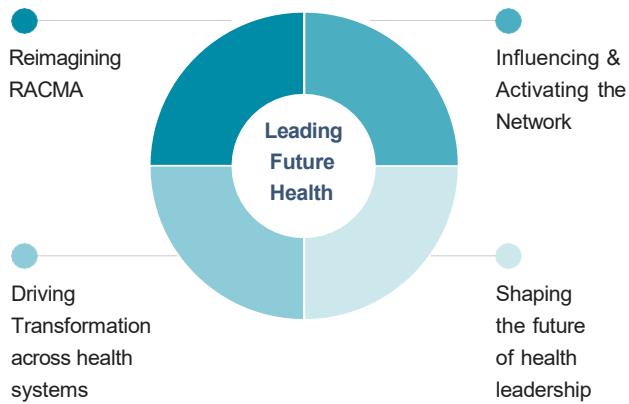 Reimagining
RACMA
Influencing &
Activating the
Network
Leading
Future
Health
Driving
Transformation
across health
systems
Shaping
the future
of health
leadership